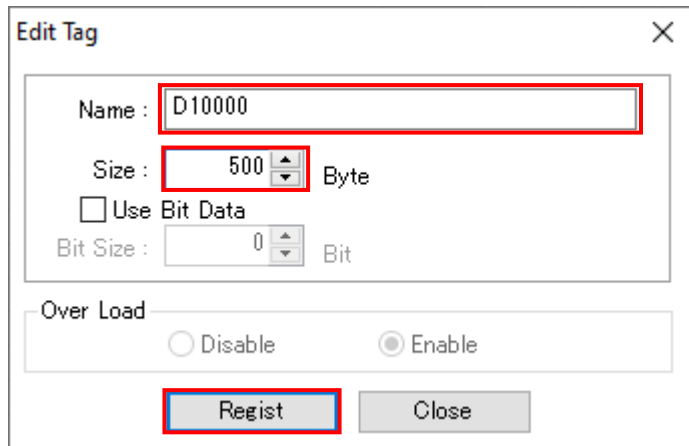 Edit Tag
Name : D10000
Size : 500 Byte
Use Bit Data
Bit Size : 0 Bit
Over Load
Disable Enable
Regist Close